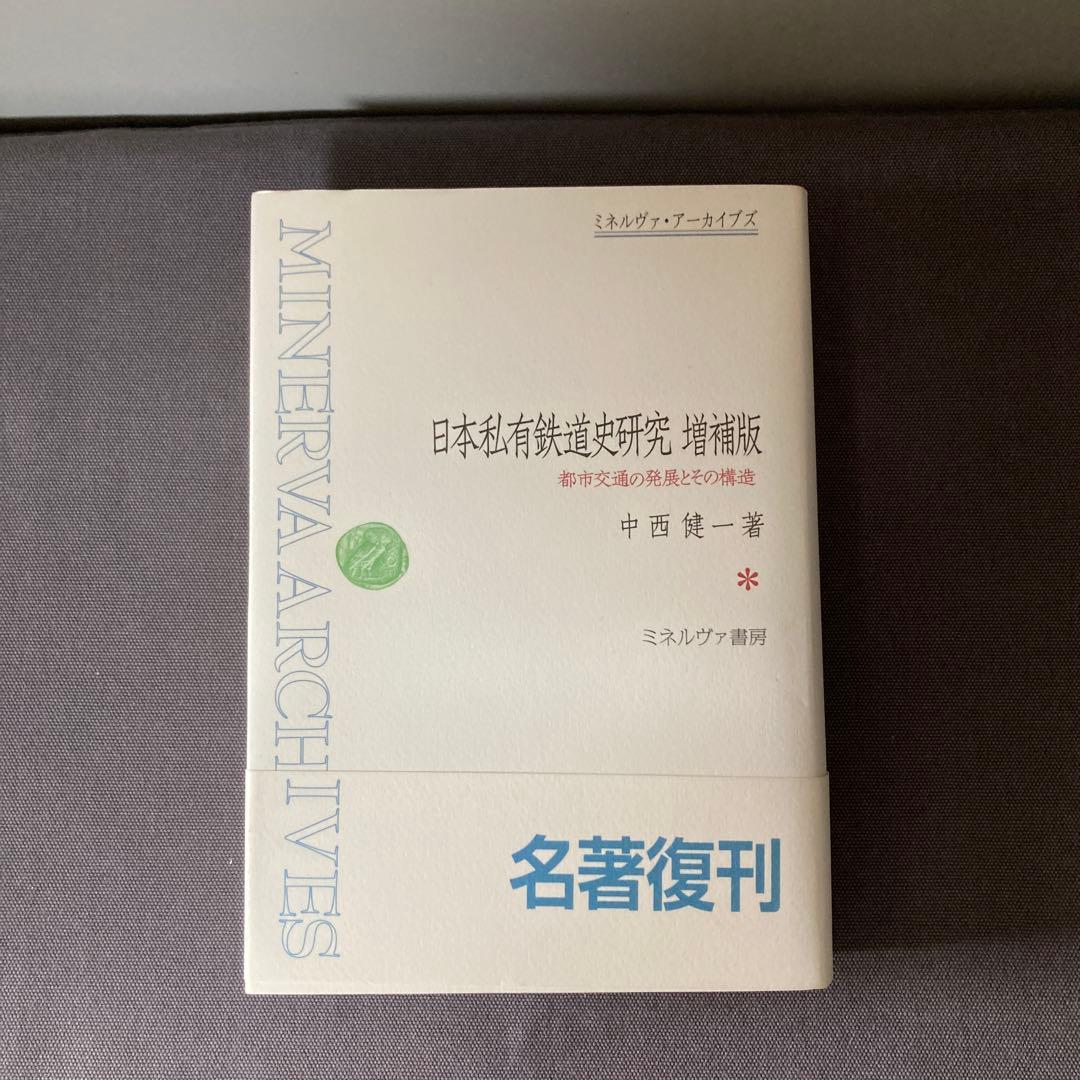 ミネルヴァ・アーカイブズ
MINERVA ARCHIVES
日本私有鉄道史研究 増補版
都市交通の発展とその構造
中西健一著
*
ミネルヴァ書房
名著復刊